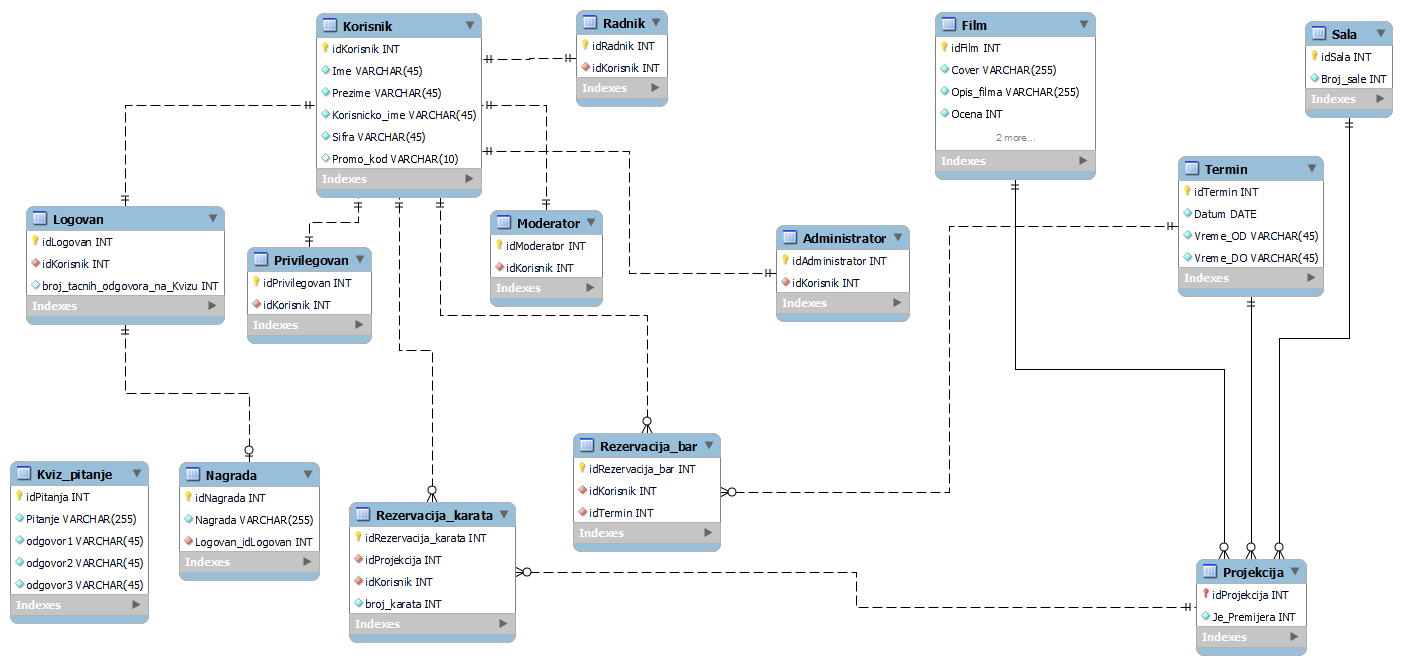 Korisnik
idKorisnik INT
Ime VARCHAR(45)
Prezime VARCHAR(45)
Korisnicko_ime VARCHAR(45)
Sifra VARCHAR(45)
Promo_kod VARCHAR(10)
Indexes
Radnik
idRadnik INT
idKorisnik INT
Indexes
Film
idFilm INT
Cover VARCHAR(255)
Opis_filma VARCHAR(255)
Ocena INT
2 more...
Indexes
Sala
idSala INT
Broj_sale INT
Indexes
Termin
idTermin INT
Datum DATE
Vreme_OD VARCHAR(45)
Vreme_DO VARCHAR(45)
Indexes
Logovan
idLogovan INT
idKorisnik INT
broj_tacnih_odgovora_na_Kvizu INT
Indexes
Privilegovan
idPrivilegovan INT
idKorisnik INT
Indexes
Moderator
idModerator INT
idKorisnik INT
Indexes
Administrator
idAdministrator INT
idKorisnik INT
Indexes
Kviz_pitanje
idPitanja INT
Pitanje VARCHAR(255)
odgovor1 VARCHAR(45)
odgovor2 VARCHAR(45)
odgovor3 VARCHAR(45)
Indexes
Nagrada
idNagrada INT
Nagrada VARCHAR(255)
Logovan_idLogovan INT
Indexes
Rezervacija_karata
idRezervacija_karata INT
idProjekcija INT
idKorisnik INT
broj_karata INT
Indexes
Rezervacija_bar
idRezervacija_bar INT
idKorisnik INT
idTermin INT
Indexes
Projekcija
idProjekcija INT
Je_Premijera INT
Indexes